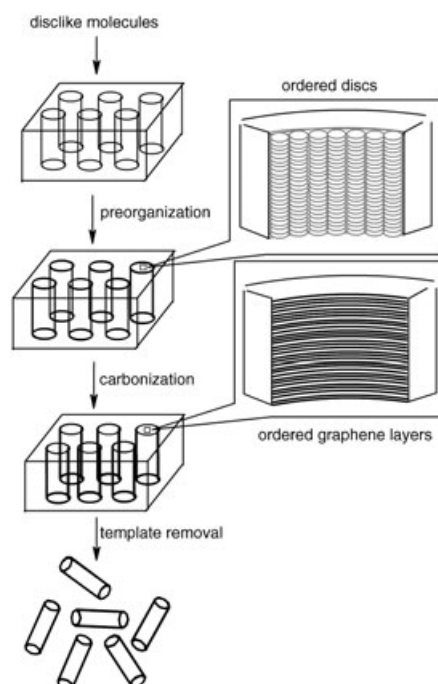 disclike molecules
ordered discs
preorganization
carbonization
ordered graphene layers
template removal